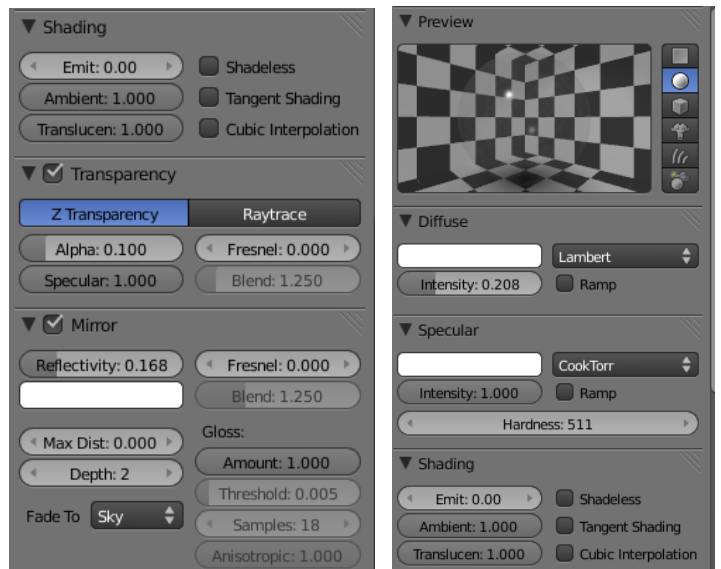 Shading
Emit: 0.00
Shadeless
Ambient: 1.000
Tangent Shading
Translucen: 1.000
Cubic Interpolation
Transparency
Z Transparency
Raytrace
Alpha: 0.100
Fresnel: 0.000
Specular: 1.000
Blend: 1.250
Mirror
Reflectivity: 0.168
Fresnel: 0.000
Blend: 1.250
Max Dist: 0.000
Gloss:
Depth: 2
Amount: 1.000
Threshold: 0.005
Fade To
Sky
Samples: 18
Anisotropic: 1.000
Preview
Diffuse
Lambert
Intensity: 0.208
Ramp
Specular
CookTorr
Intensity: 1.000
Ramp
Hardness: 511
Shading
Emit: 0.00
Shadeless
Ambient: 1.000
Tangent Shading
Translucen: 1.000
Cubic Interpolation